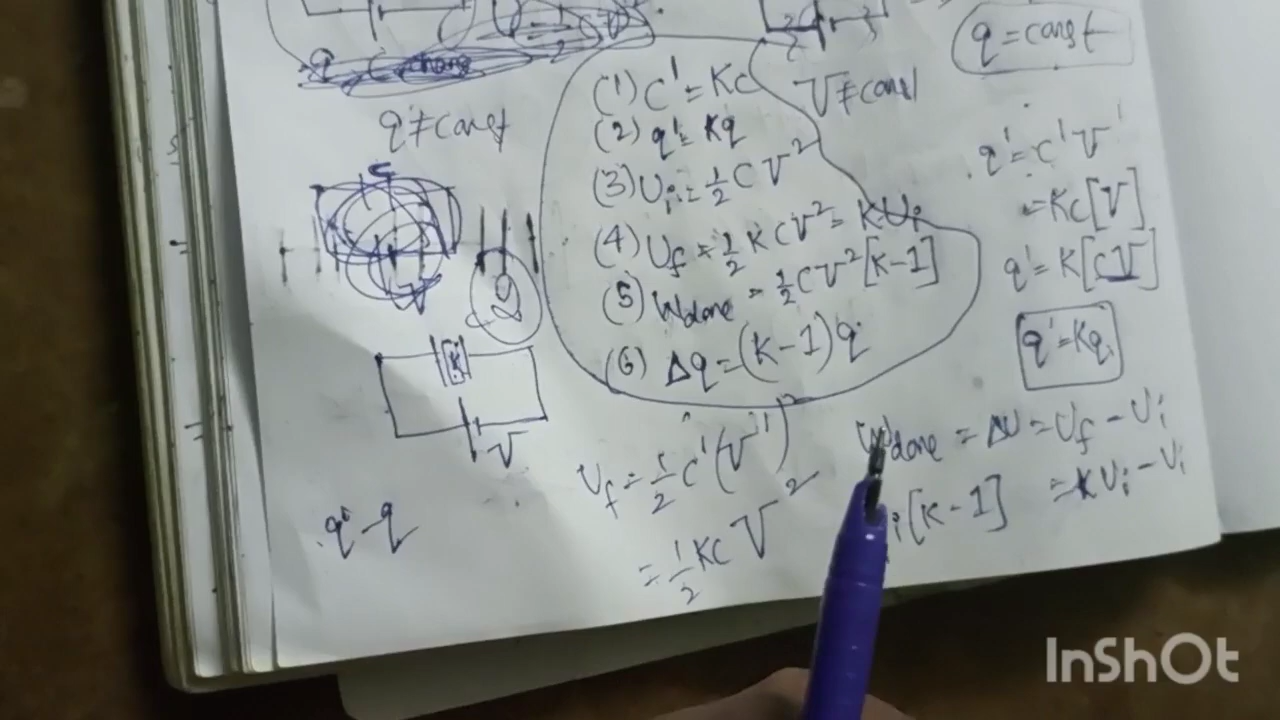 q = const
q ≠ const
V ≠ const
(1) C' = KC
(2) q' = Kq
(3) Ui = 1/2 CV²
(4) Uf = 1/2 KCV² = KUi
(5) Wdone = 1/2 CV²[K-1]
(6) Δq = (K-1)q
q' = C'V'
= KC[V]
q' = K[CV]
q' = Kq
K
V
q' - q
Uf = 1/2 C'(V')²
= 1/2 KC V²
Wdone = ΔU = Uf - Ui
= KUi - Ui
i[K-1]
InShOt